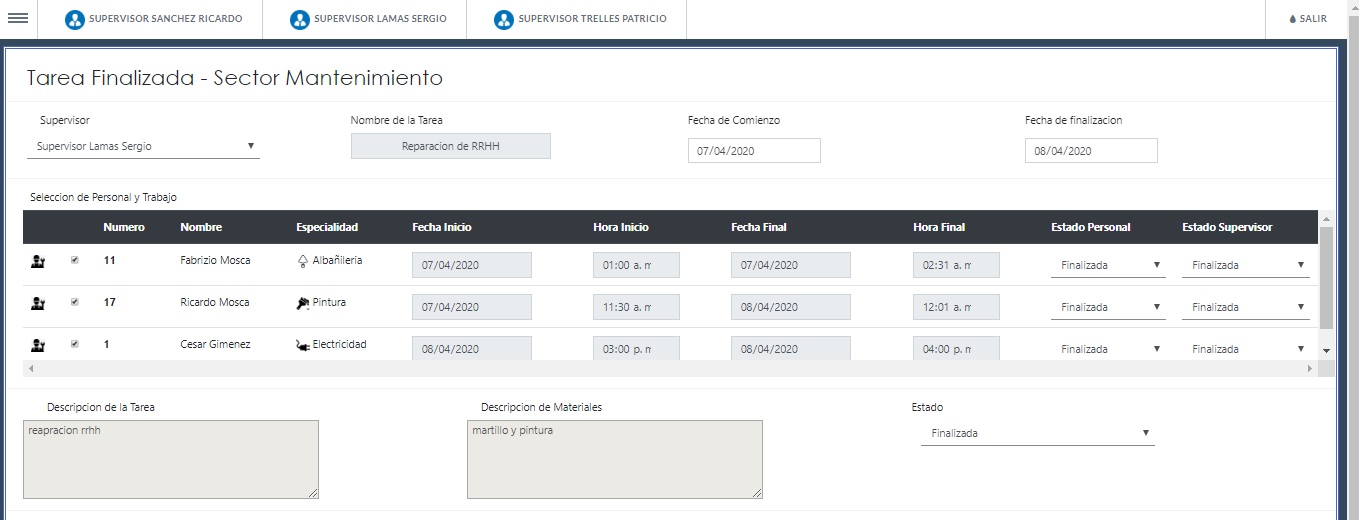 SUPERVISOR SANCHEZ RICARDO SUPERVISOR LAMAS SERGIO SUPERVISOR TRELLES PATRICIO SALIR
Tarea Finalizada - Sector Mantenimiento
Supervisor Nombre de la Tarea Fecha de Comienzo Fecha de finalizacion
Supervisor Lamas Sergio Reparacion de RRHH 07/04/2020 08/04/2020
Seleccion de Personal y Trabajo
Numero Nombre Especialidad Fecha Inicio Hora Inicio Fecha Final Hora Final Estado Personal Estado Supervisor
11 Fabrizio Mosca Albañileria 07/04/2020 01:00 a. m 07/04/2020 02:31 a. m Finalizada Finalizada
17 Ricardo Mosca Pintura 07/04/2020 11:30 a. m 08/04/2020 12:01 a. m Finalizada Finalizada
1 Cesar Gimenez Electricidad 08/04/2020 03:00 p. m 08/04/2020 04:00 p. m Finalizada Finalizada
Descripcion de la Tarea Descripcion de Materiales Estado
reapracion rrhh martillo y pintura Finalizada